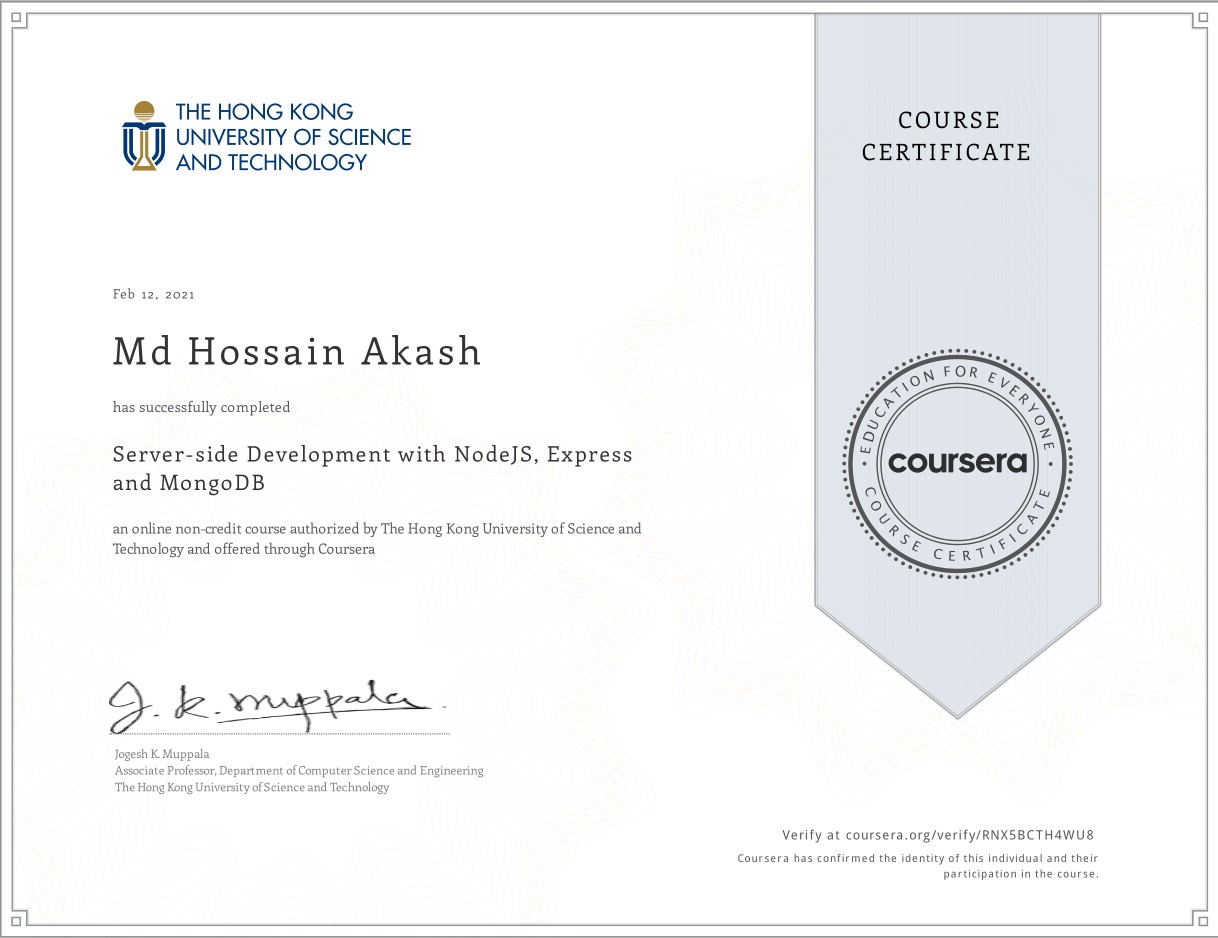 THE HONG KONG
UNIVERSITY OF SCIENCE
AND TECHNOLOGY
COURSE
CERTIFICATE
Feb 12, 2021
Md Hossain Akash
has successfully completed
Server-side Development with NodeJS, Express
and MongoDB
an online non-credit course authorized by The Hong Kong University of Science and
Technology and offered through Coursera
EDUCATION FOR EVERYONE
coursera
COURSE CERTIFICATE
J. K. Muppala
Jogesh K. Muppala
Associate Professor, Department of Computer Science and Engineering
The Hong Kong University of Science and Technology
Verify at coursera.org/verify/RNX5BCTH4WU8
Coursera has confirmed the identity of this individual and their
participation in the course.